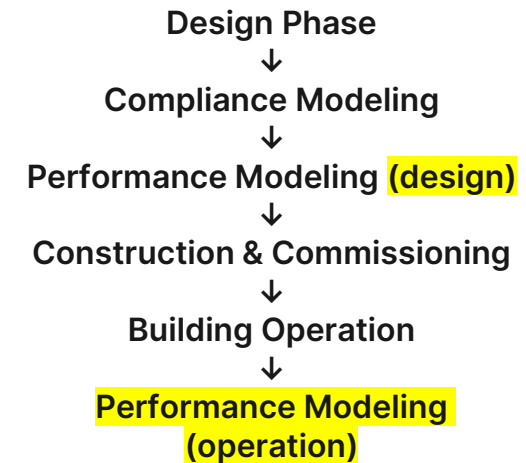 Design Phase
↓
Compliance Modeling
↓
Performance Modeling (design)
↓
Construction & Commissioning
↓
Building Operation
↓
Performance Modeling
(operation)